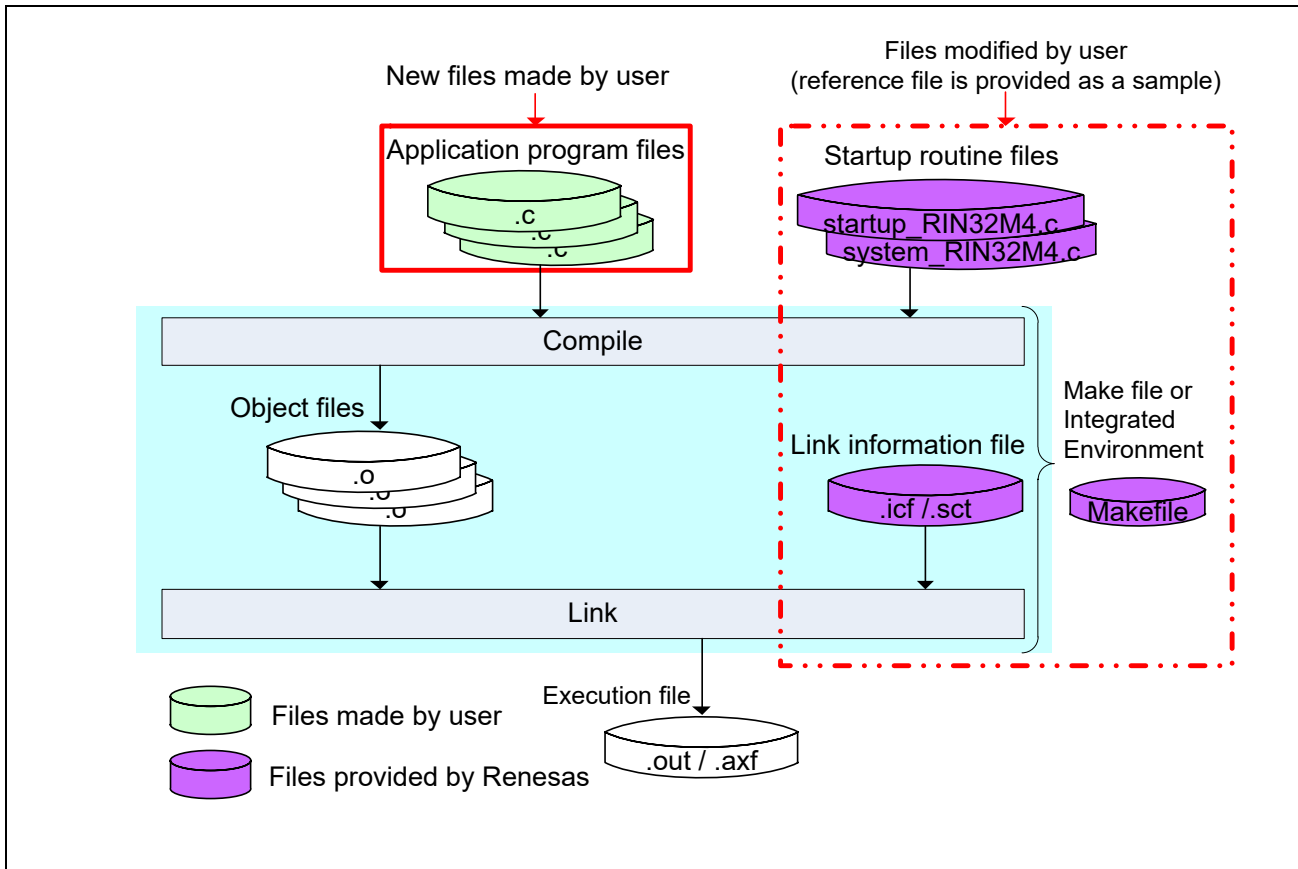 New files made by user
Files modified by user
(reference file is provided as a sample)
Application program files
.c
.c
.c
Startup routine files
startup_RIN32M4.c
system_RIN32M4.c
Compile
Object files
.o
.o
.o
Link information file
.icf /.sct
Make file or
Integrated
Environment
Makefile
Link
Execution file
.out / .axf
Files made by user
Files provided by Renesas